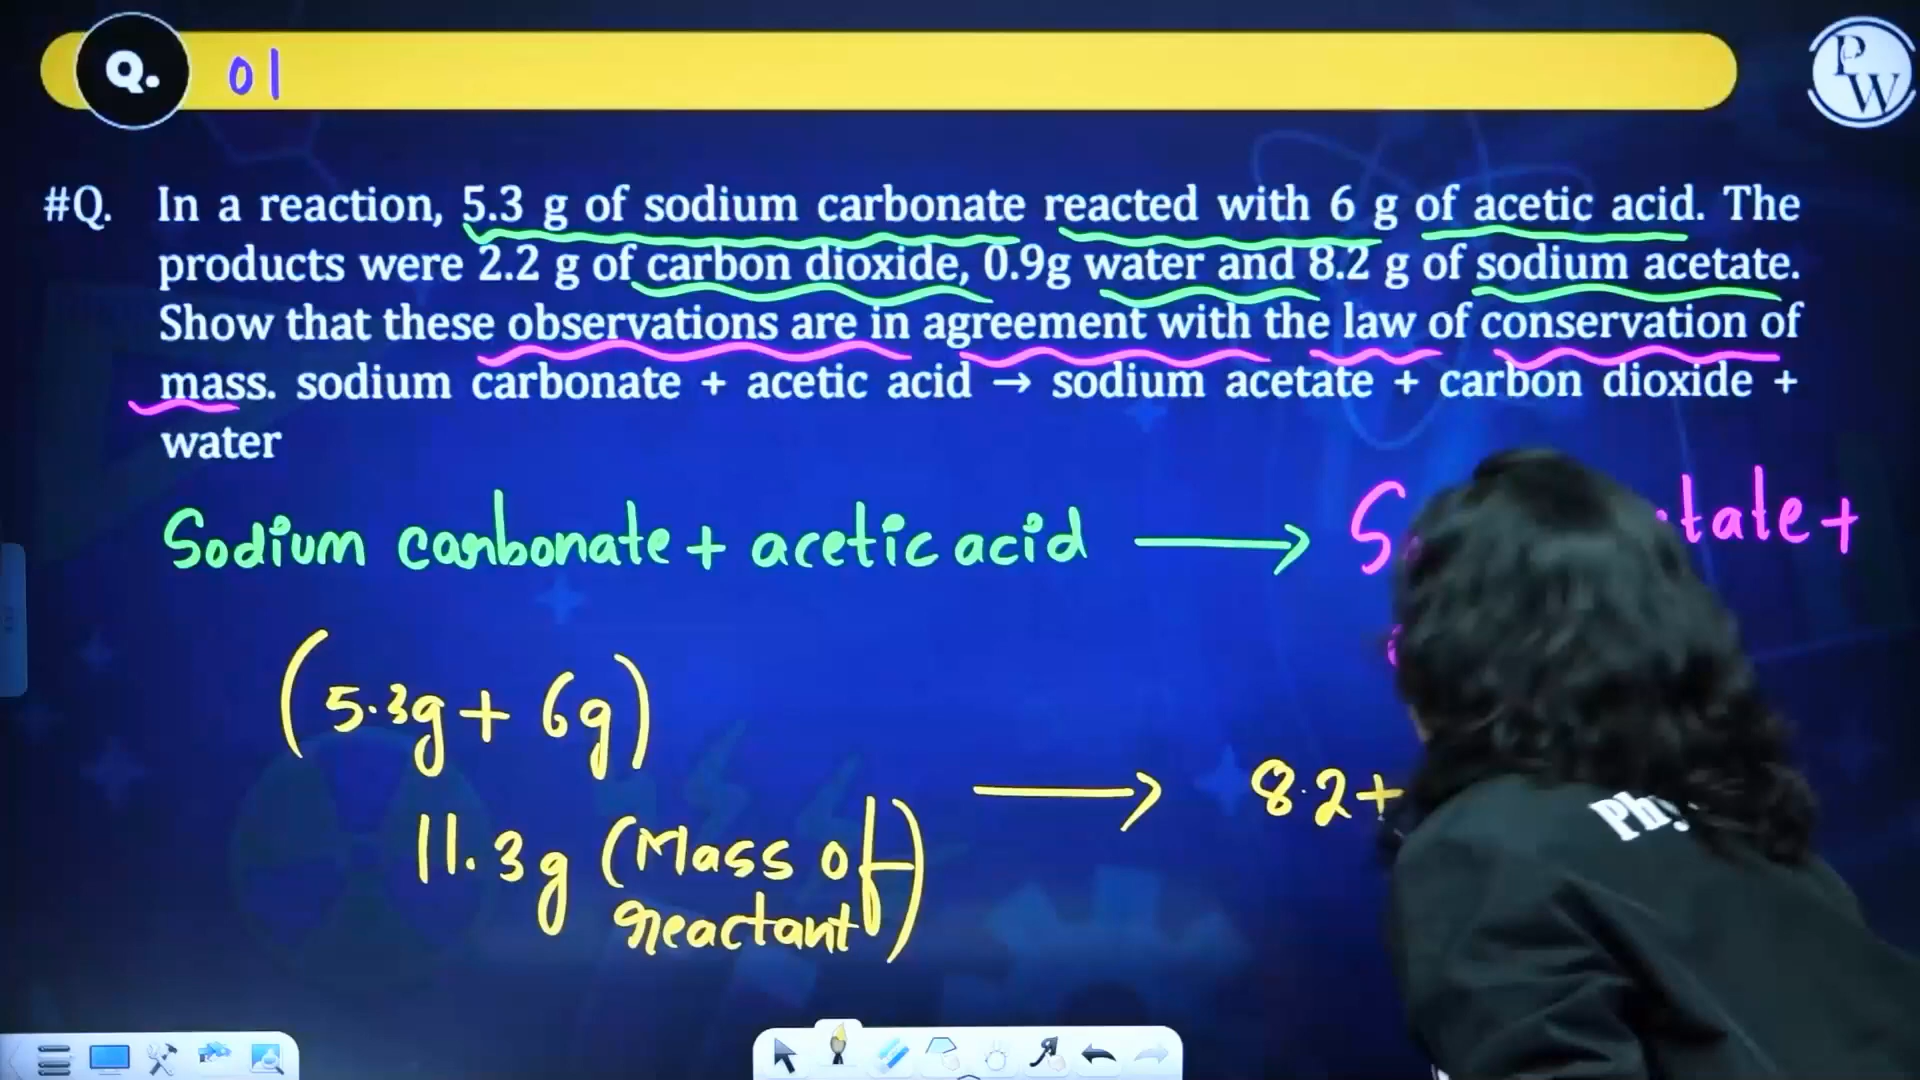 Q. 01
PW
#Q. In a reaction, 5.3 g of sodium carbonate reacted with 6 g of acetic acid. The
products were 2.2 g of carbon dioxide, 0.9g water and 8.2 g of sodium acetate.
Show that these observations are in agreement with the law of conservation of
mass. sodium carbonate + acetic acid → sodium acetate + carbon dioxide +
water
Sodium carbonate + acetic acid ⟶
tate +
(5.3g + 6g)
⟶ 8.2+
11.3g (Mass of
reactant)